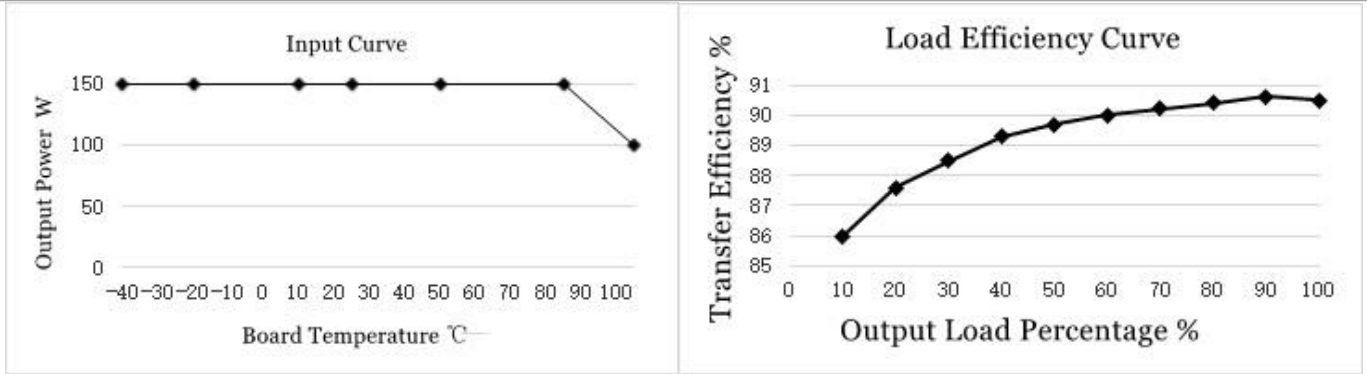 Input Curve
Output Power W
150
100
50
0
-40-30-20-10 0 10 20 30 40 50 60 70 80 90 100
Board Temperature ℃
Load Efficiency Curve
Transfer Efficiency %
91
90
89
88
87
86
85
0 10 20 30 40 50 60 70 80 90 100
Output Load Percentage %